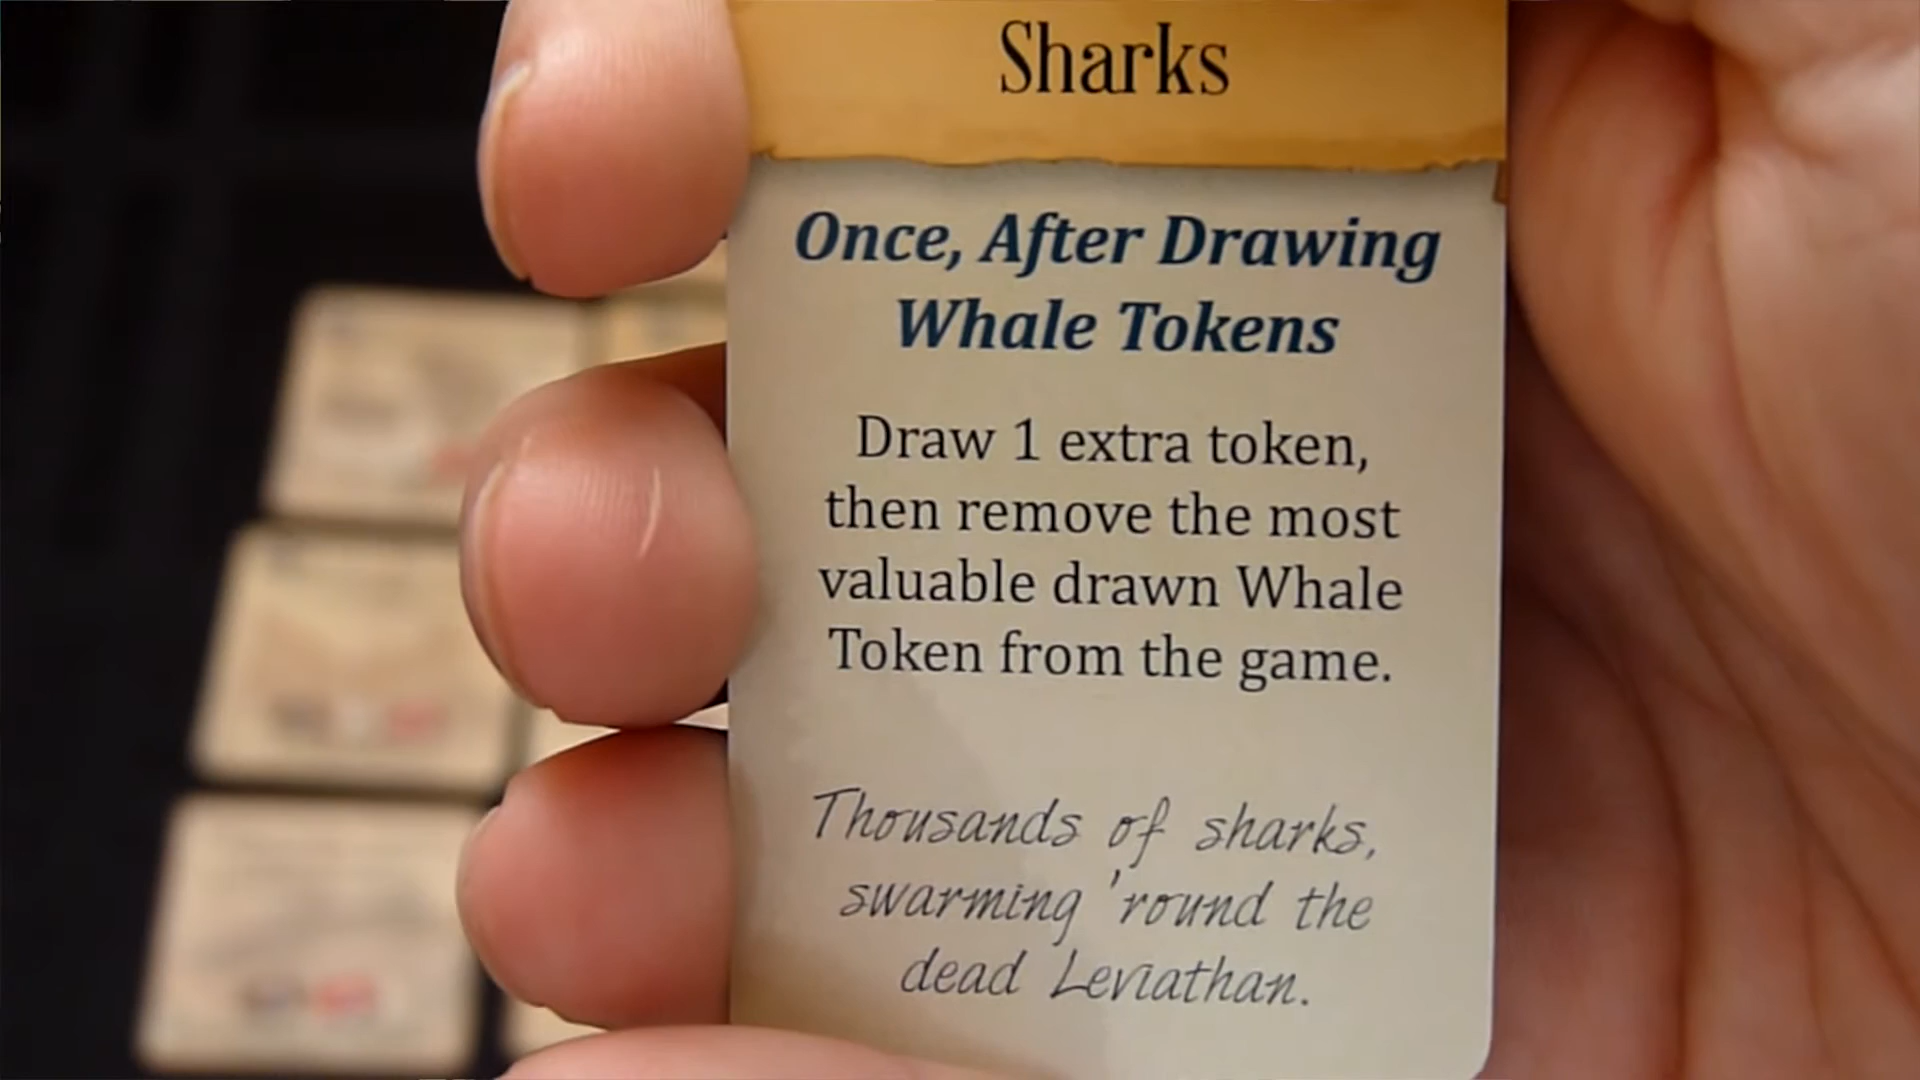 Sharks
Once, After Drawing
Whale Tokens
Draw 1 extra token,
then remove the most
valuable drawn Whale
Token from the game.
Thousands of sharks,
swarming 'round the
dead Leviathan.